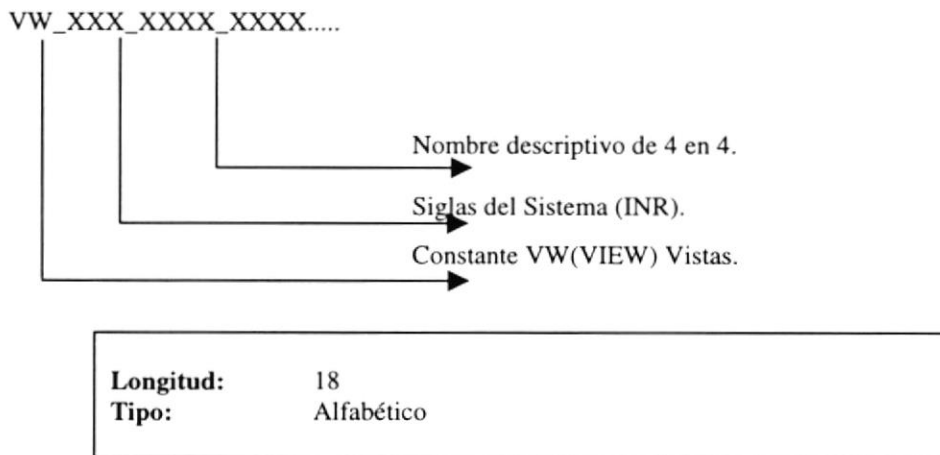 VW_XXX_XXXX_XXXX.....
Nombre descriptivo de 4 en 4.
Siglas del Sistema (INR).
Constante VW(VIEW) Vistas.
Longitud: 18
Tipo: Alfabético